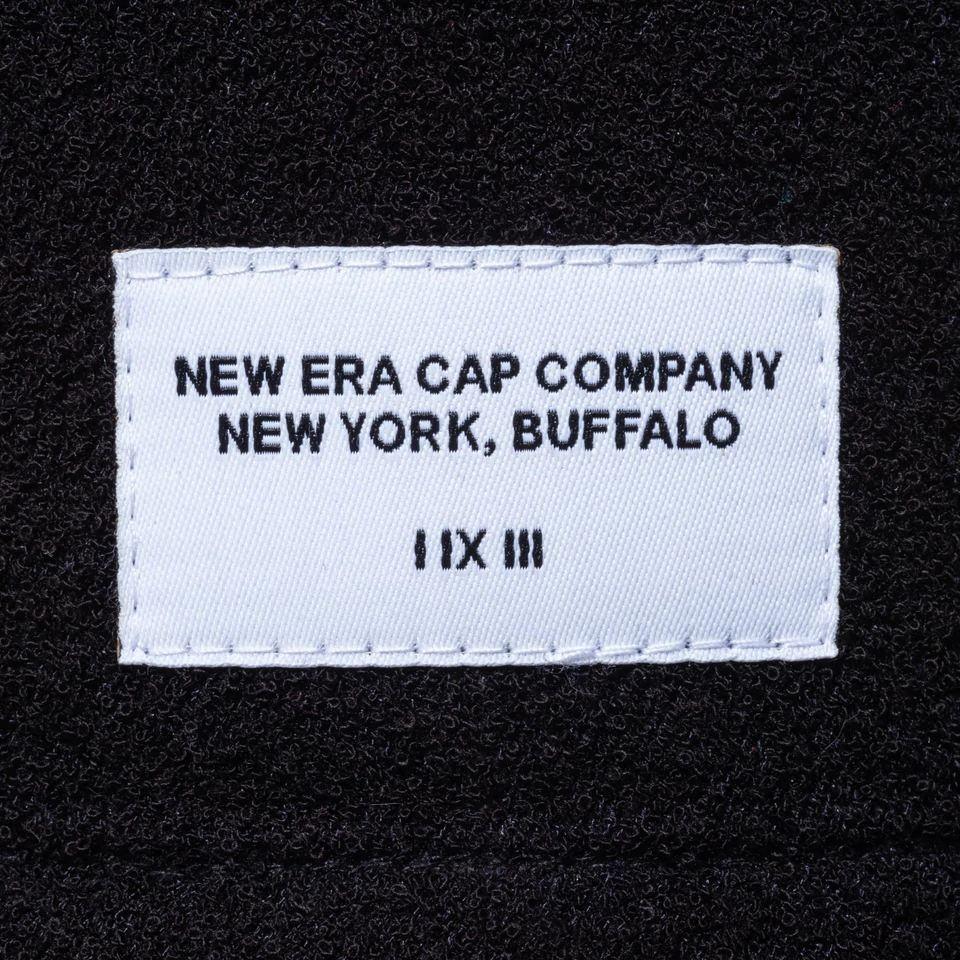 NEW ERA CAP COMPANY
NEW YORK, BUFFALO
I IX III